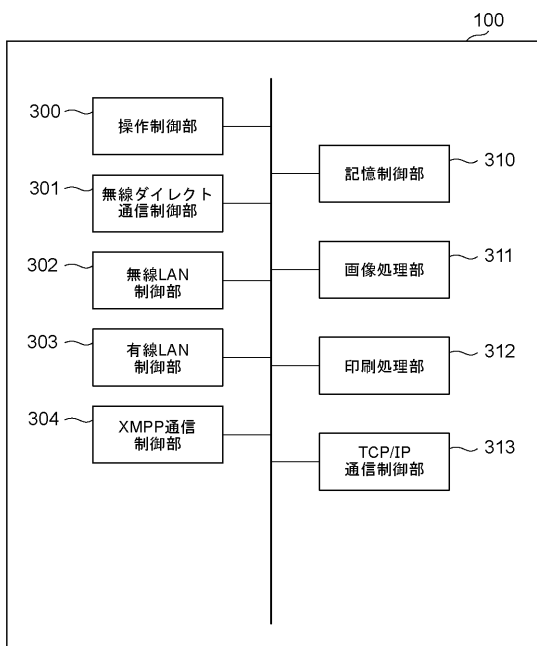 100
300
操作制御部
301
無線ダイレクト
通信制御部
302
無線LAN
制御部
303
有線LAN
制御部
304
XMPP通信
制御部
310
記憶制御部
311
画像処理部
312
印刷処理部
313
TCP/IP
通信制御部